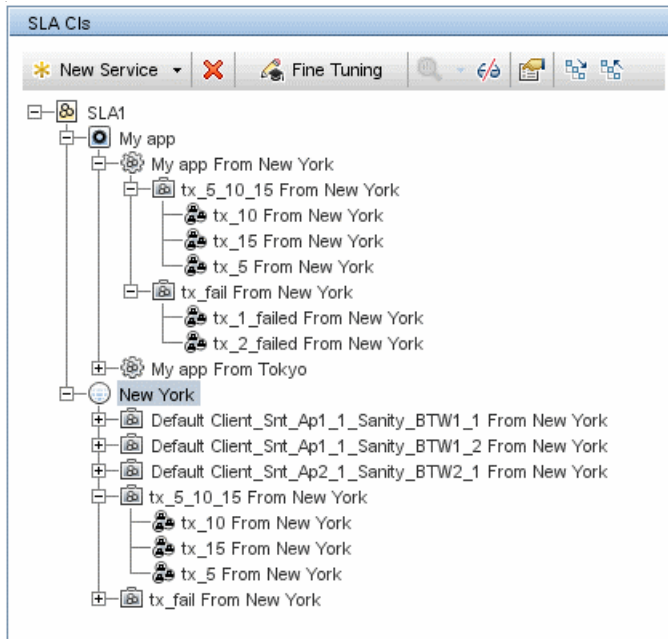 SLA CIs
New Service Fine Tuning
SLA1
My app
My app From New York
tx_5_10_15 From New York
tx_10 From New York
tx_15 From New York
tx_5 From New York
tx_fail From New York
tx_1_failed From New York
tx_2_failed From New York
My app From Tokyo
New York
Default Client_Snt_Ap1_1_Sanity_BTW1_1 From New York
Default Client_Snt_Ap1_1_Sanity_BTW1_2 From New York
Default Client_Snt_Ap2_1_Sanity_BTW2_1 From New York
tx_5_10_15 From New York
tx_10 From New York
tx_15 From New York
tx_5 From New York
tx_fail From New York